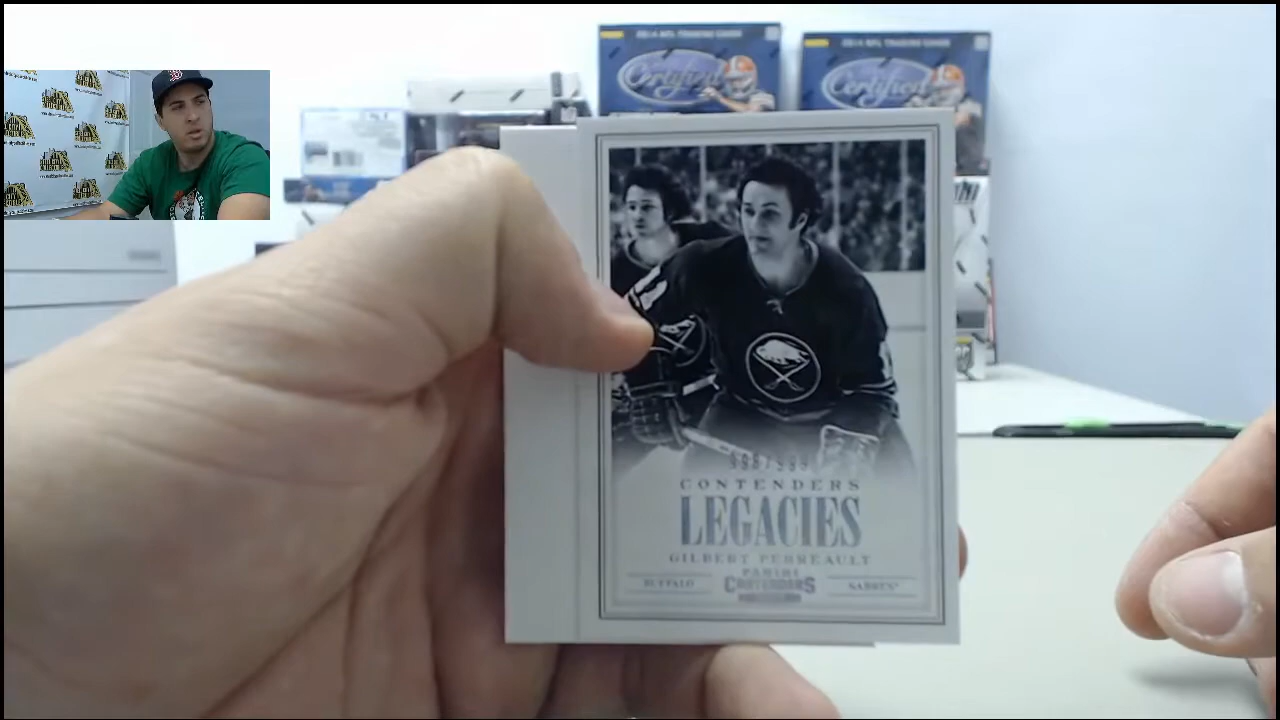 2014 NFL TRADING CARDS
Certified
2014 NFL TRADING CARDS
Certified
CONTENDERS
LEGACIES
GILBERT PERREAULT
PANINI
BUFFALO
CONTENDERS
SABRES